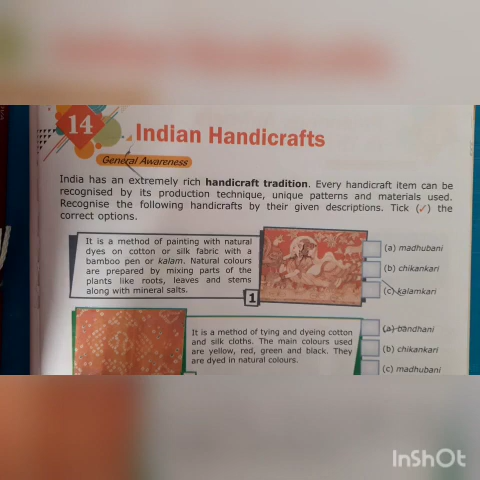 14
Indian Handicrafts
General Awareness
India has an extremely rich handicraft tradition. Every handicraft item can be
recognised by its production technique, unique patterns and materials used.
Recognise the following handicrafts by their given descriptions. Tick (✓) the
correct options.
It is a method of painting with natural
dyes on cotton or silk fabric with a
bamboo pen or kalam. Natural colours
are prepared by mixing parts of the
plants like roots, leaves and stems
along with mineral salts.
1
(a) madhubani
(b) chikankari
(c) kalamkari
It is a method of tying and dyeing cotton
and silk cloths. The main colours used
are yellow, red, green and black. They
are dyed in natural colours.
(a) bandhani
(b) chikankari
(c) madhubani
InShOt